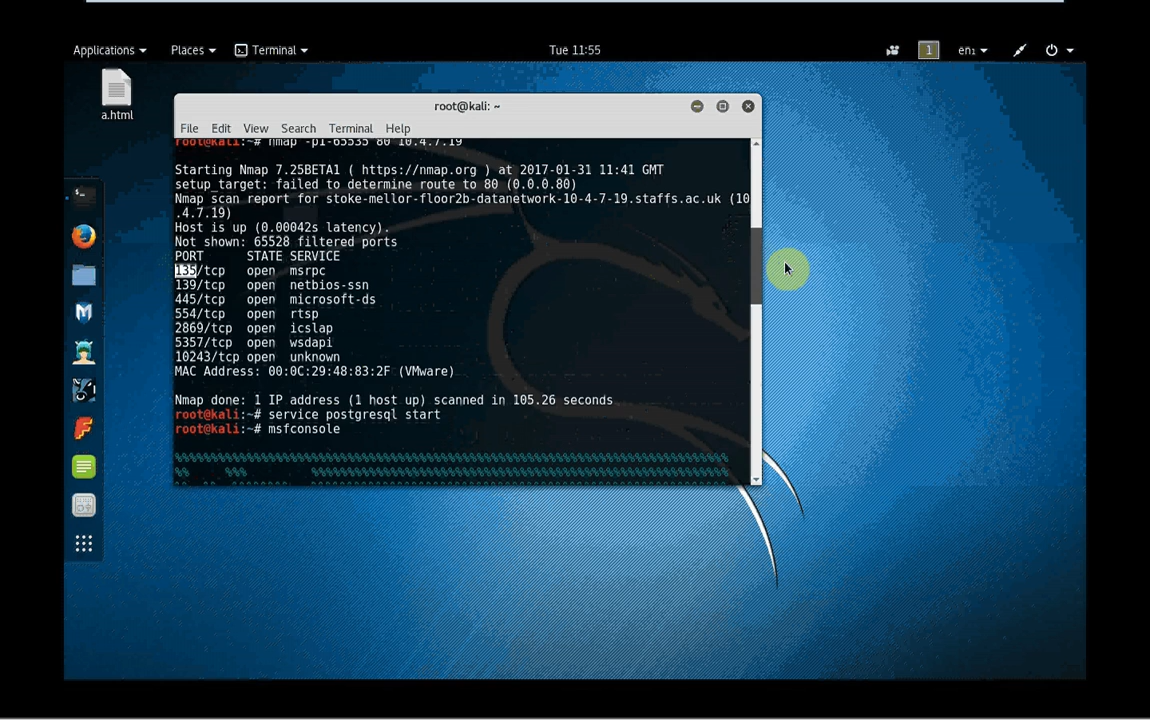 Applications Places Terminal Tue 11:55 1 en₁
a.html
root@kali: ~
File Edit View Search Terminal Help
root@kali:~# nmap -p1-65535 80 10.4.7.19
Starting Nmap 7.25BETA1 ( https://nmap.org ) at 2017-01-31 11:41 GMT
setup_target: failed to determine route to 80 (0.0.0.80)
Nmap scan report for stoke-mellor-floor2b-datanetwork-10-4-7-19.staffs.ac.uk (10
.4.7.19)
Host is up (0.00042s latency).
Not shown: 65528 filtered ports
PORT      STATE SERVICE
135/tcp   open  msrpc
139/tcp   open  netbios-ssn
445/tcp   open  microsoft-ds
554/tcp   open  rtsp
2869/tcp  open  icslap
5357/tcp  open  wsdapi
10243/tcp open  unknown
MAC Address: 00:0C:29:48:83:2F (VMware)
Nmap done: 1 IP address (1 host up) scanned in 105.26 seconds
root@kali:~# service postgresql start
root@kali:~# msfconsole